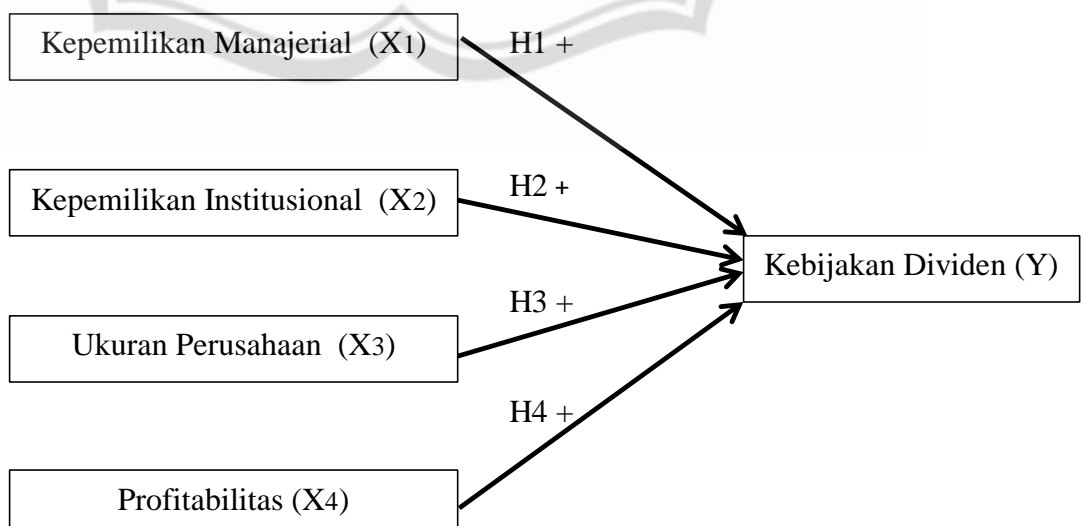 Kepemilikan Manajerial (X1)
H1 +
Kepemilikan Institusional (X2)
H2 +
Kebijakan Dividen (Y)
H3 +
Ukuran Perusahaan (X3)
H4 +
Profitabilitas (X4)